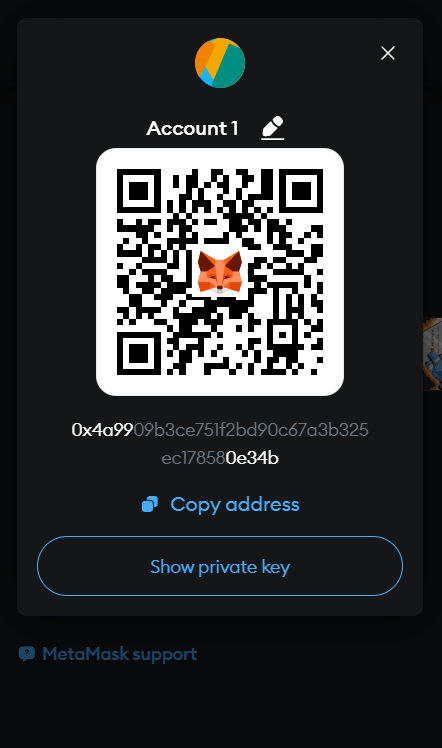 Account 1
0x4a9909b3ce751f2bd90c67a3b325
ec178580e34b
Copy address
Show private key
MetaMask support